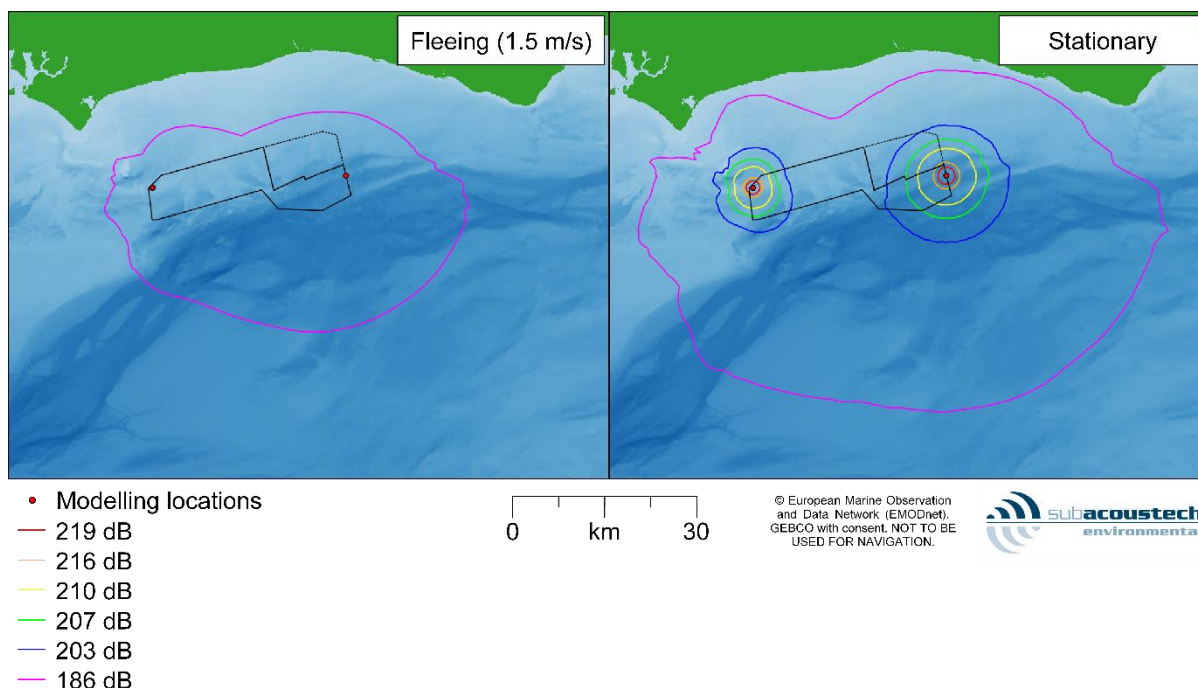 Fleeing (1.5 m/s)
Stationary
Modelling locations
219 dB
216 dB
210 dB
207 dB
203 dB
186 dB
0 km 30
© European Marine Observation
and Data Network (EMODnet).
GEBCO with consent. NOT TO BE
USED FOR NAVIGATION.
subacoustech
environmenta